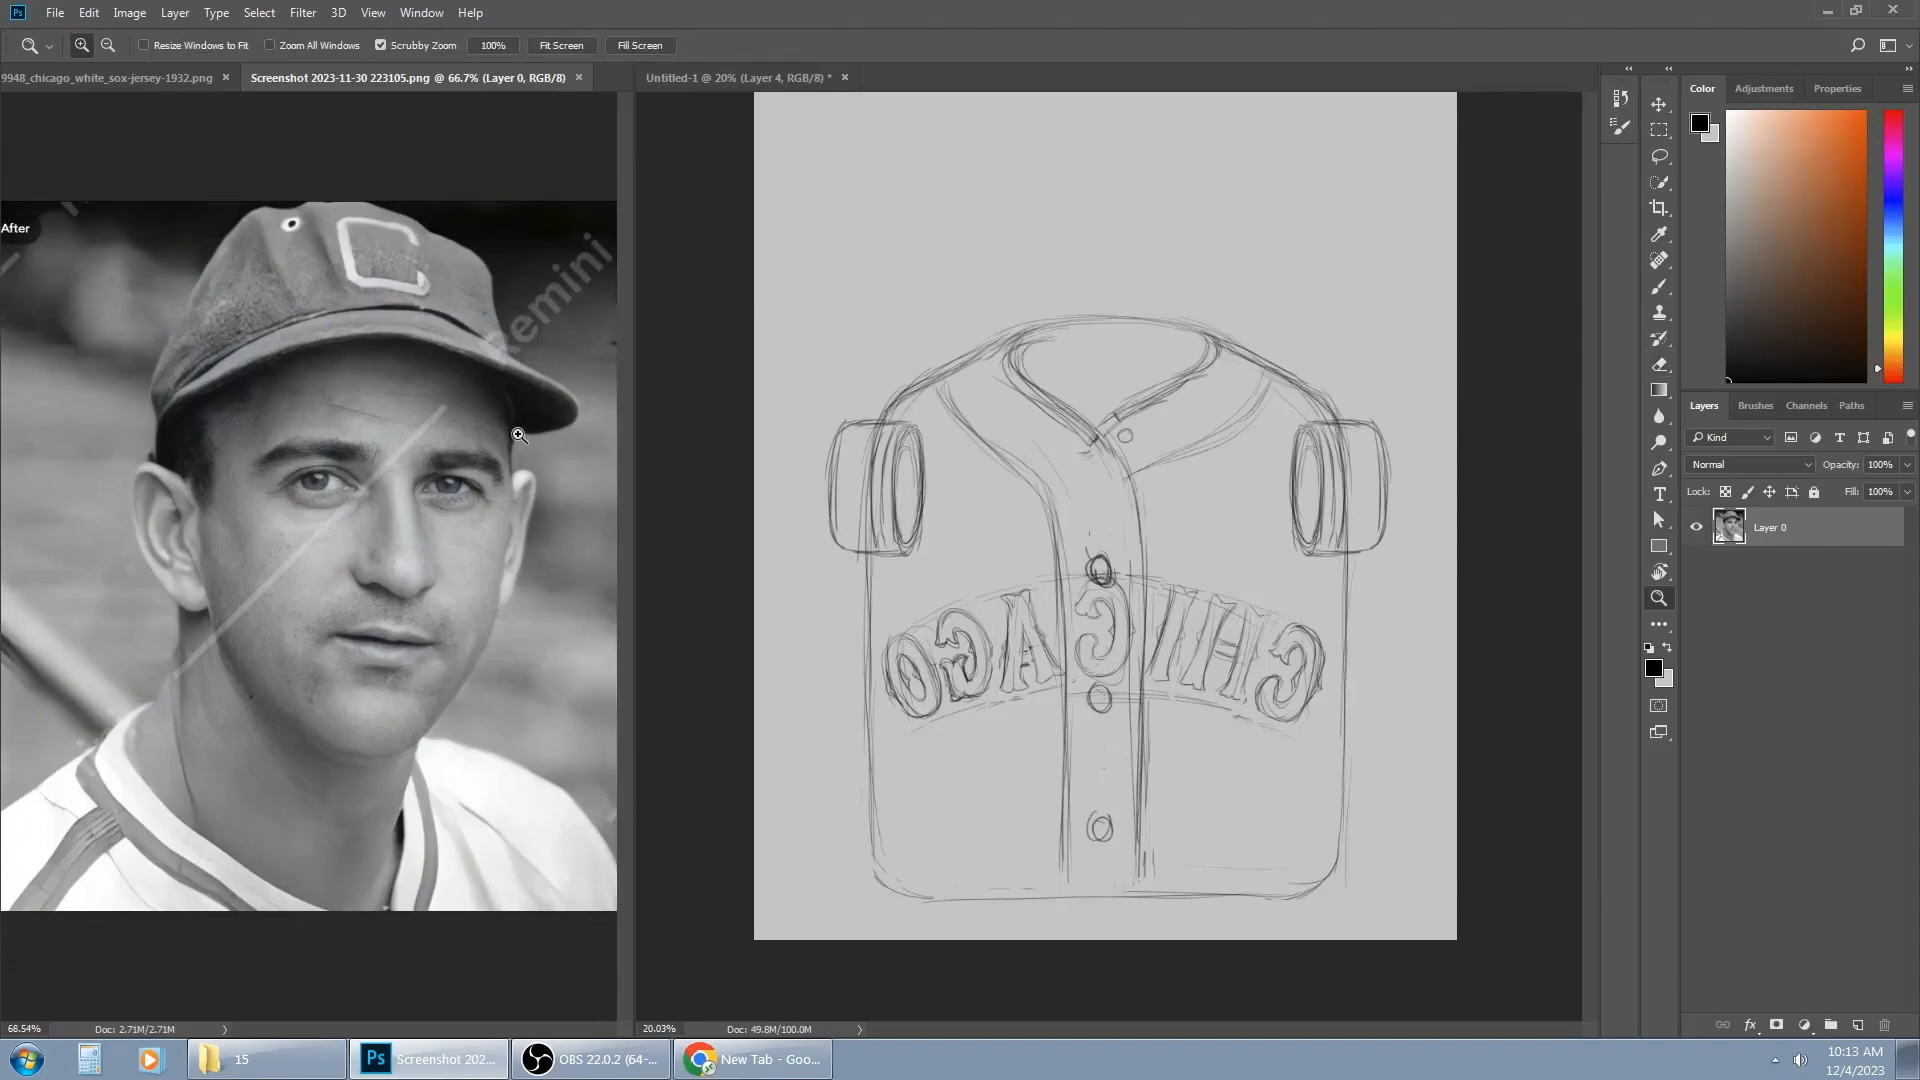 Ps File Edit Image Layer Type Select Filter 3D View Window Help
Resize Windows to Fit Zoom All Windows Scrubby Zoom 100% Fit Screen Fill Screen
9948_chicago_white_sox-jersey-1932.png × Screenshot 2023-11-30 223105.png @ 66.7% (Layer 0, RGB/8) × Untitled-1 @ 20% (Layer 4, RGB/8) * ×
Color Adjustments Properties
After
C
Remini
CHICAGO
Layers Brushes Channels Paths
Kind
Normal Opacity: 100%
Lock: Fill: 100%
Layer 0
68.54% Doc: 2.71M/2.71M 20.03% Doc: 49.8M/100.0M
fx
15 Ps Screenshot 202... OBS 22.0.2 (64-... New Tab - Goo...
10:13 AM
12/4/2023